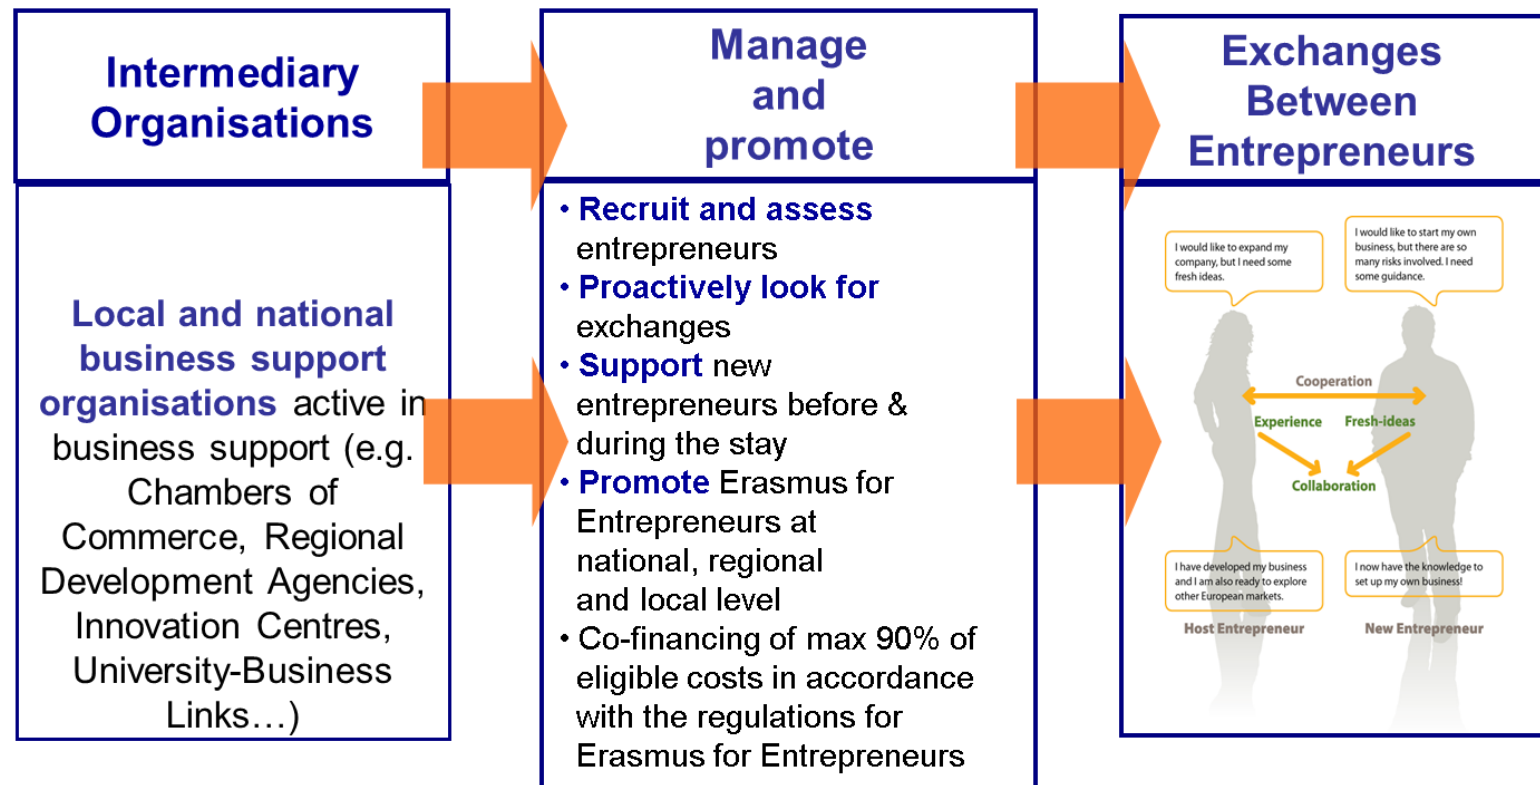 Intermediary
Organisations
Local and national
business support
organisations active in
business support (e.g.
Chambers of
Commerce, Regional
Development Agencies,
Innovation Centres,
University-Business
Links…)
Manage
and
promote
• Recruit and assess
entrepreneurs
• Proactively look for
exchanges
• Support new
entrepreneurs before &
during the stay
• Promote Erasmus for
Entrepreneurs at
national, regional
and local level
• Co-financing of max 90% of
eligible costs in accordance
with the regulations for
Erasmus for Entrepreneurs
Exchanges
Between
Entrepreneurs
I would like to expand my
company, but I need some
fresh ideas.
I would like to start my own
business, but there are so
many risks involved. I need
some guidance.
Cooperation
Experience
Fresh-ideas
Collaboration
I have developed my business
and I am also ready to explore
other European markets.
I now have the knowledge to
set up my own business!
Host Entrepreneur
New Entrepreneur